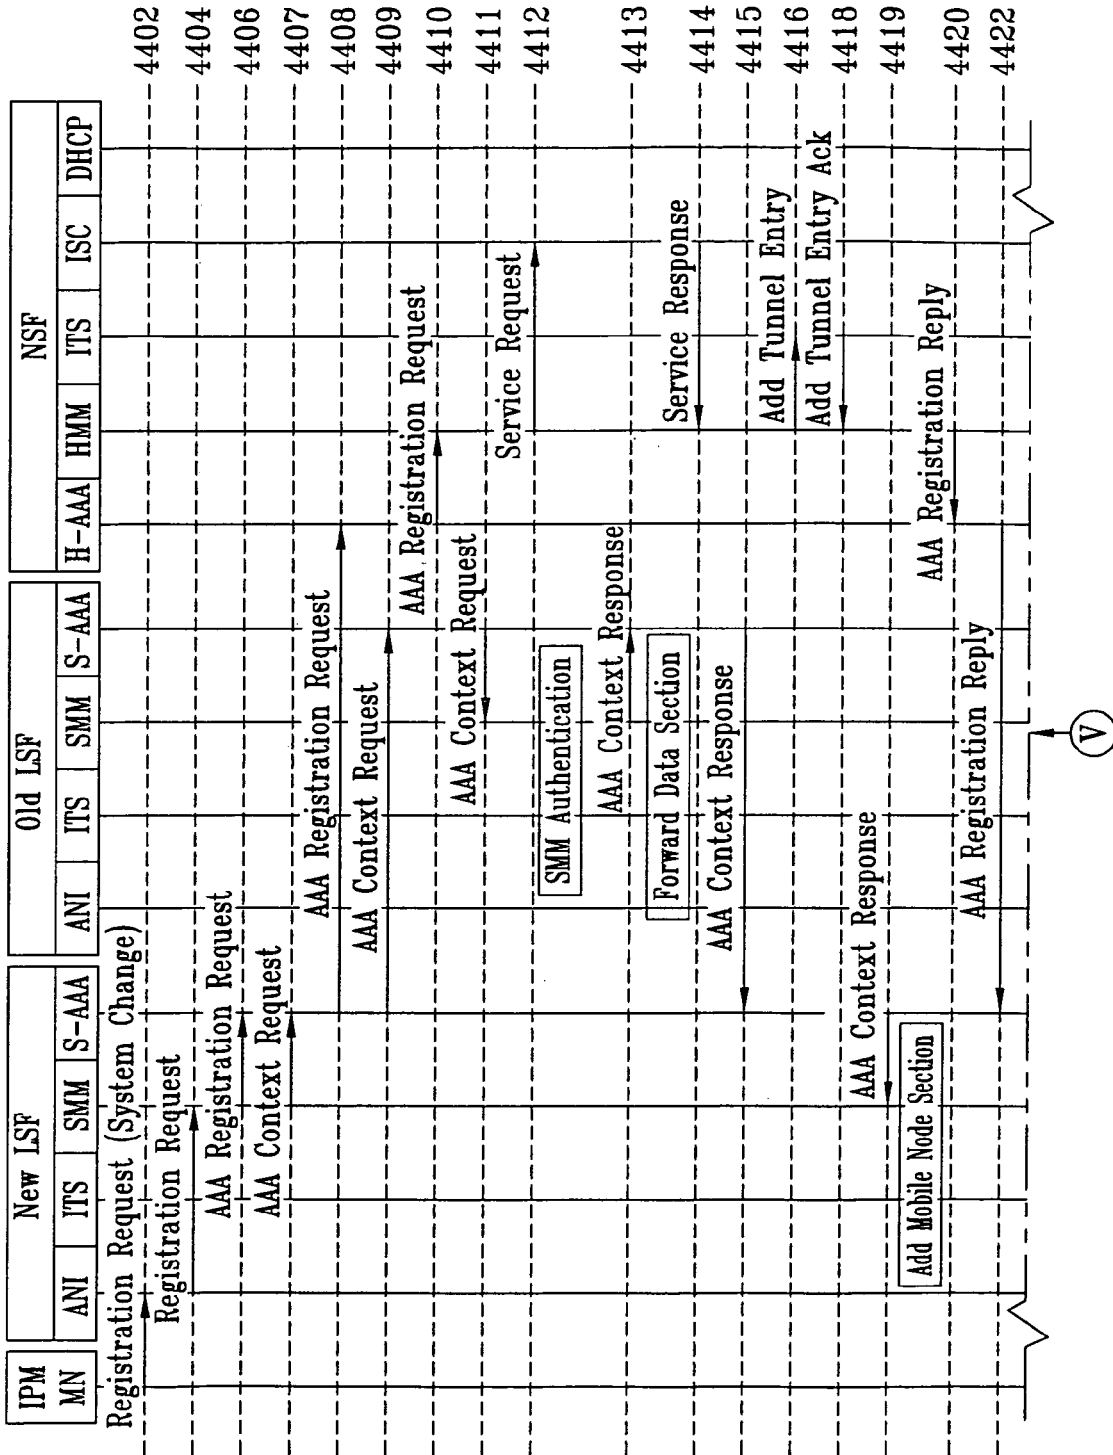 IPM
MN
New LSF
ANI ITS SMM S-AAA
Old LSF
ANI ITS SMM S-AAA
NSF
H-AAA HMM ITS ISC DHCP
Registration Request (System Change)
4402
Registration Request
4404
AAA Registration Request
4406
AAA Context Request
4407
AAA Registration Request
4408
AAA Context Request
4409
AAA Registration Request
4410
AAA Context Request
4411
Service Request
4412
SMM Authentication
AAA Context Response
4413
Forward Data Section
Service Response
4414
AAA Context Response
4415
Add Tunnel Entry
4416
Add Tunnel Entry Ack
4418
AAA Context Response
4419
Add Mobile Node Section
AAA Registration Reply
4420
AAA Registration Reply
4422
V